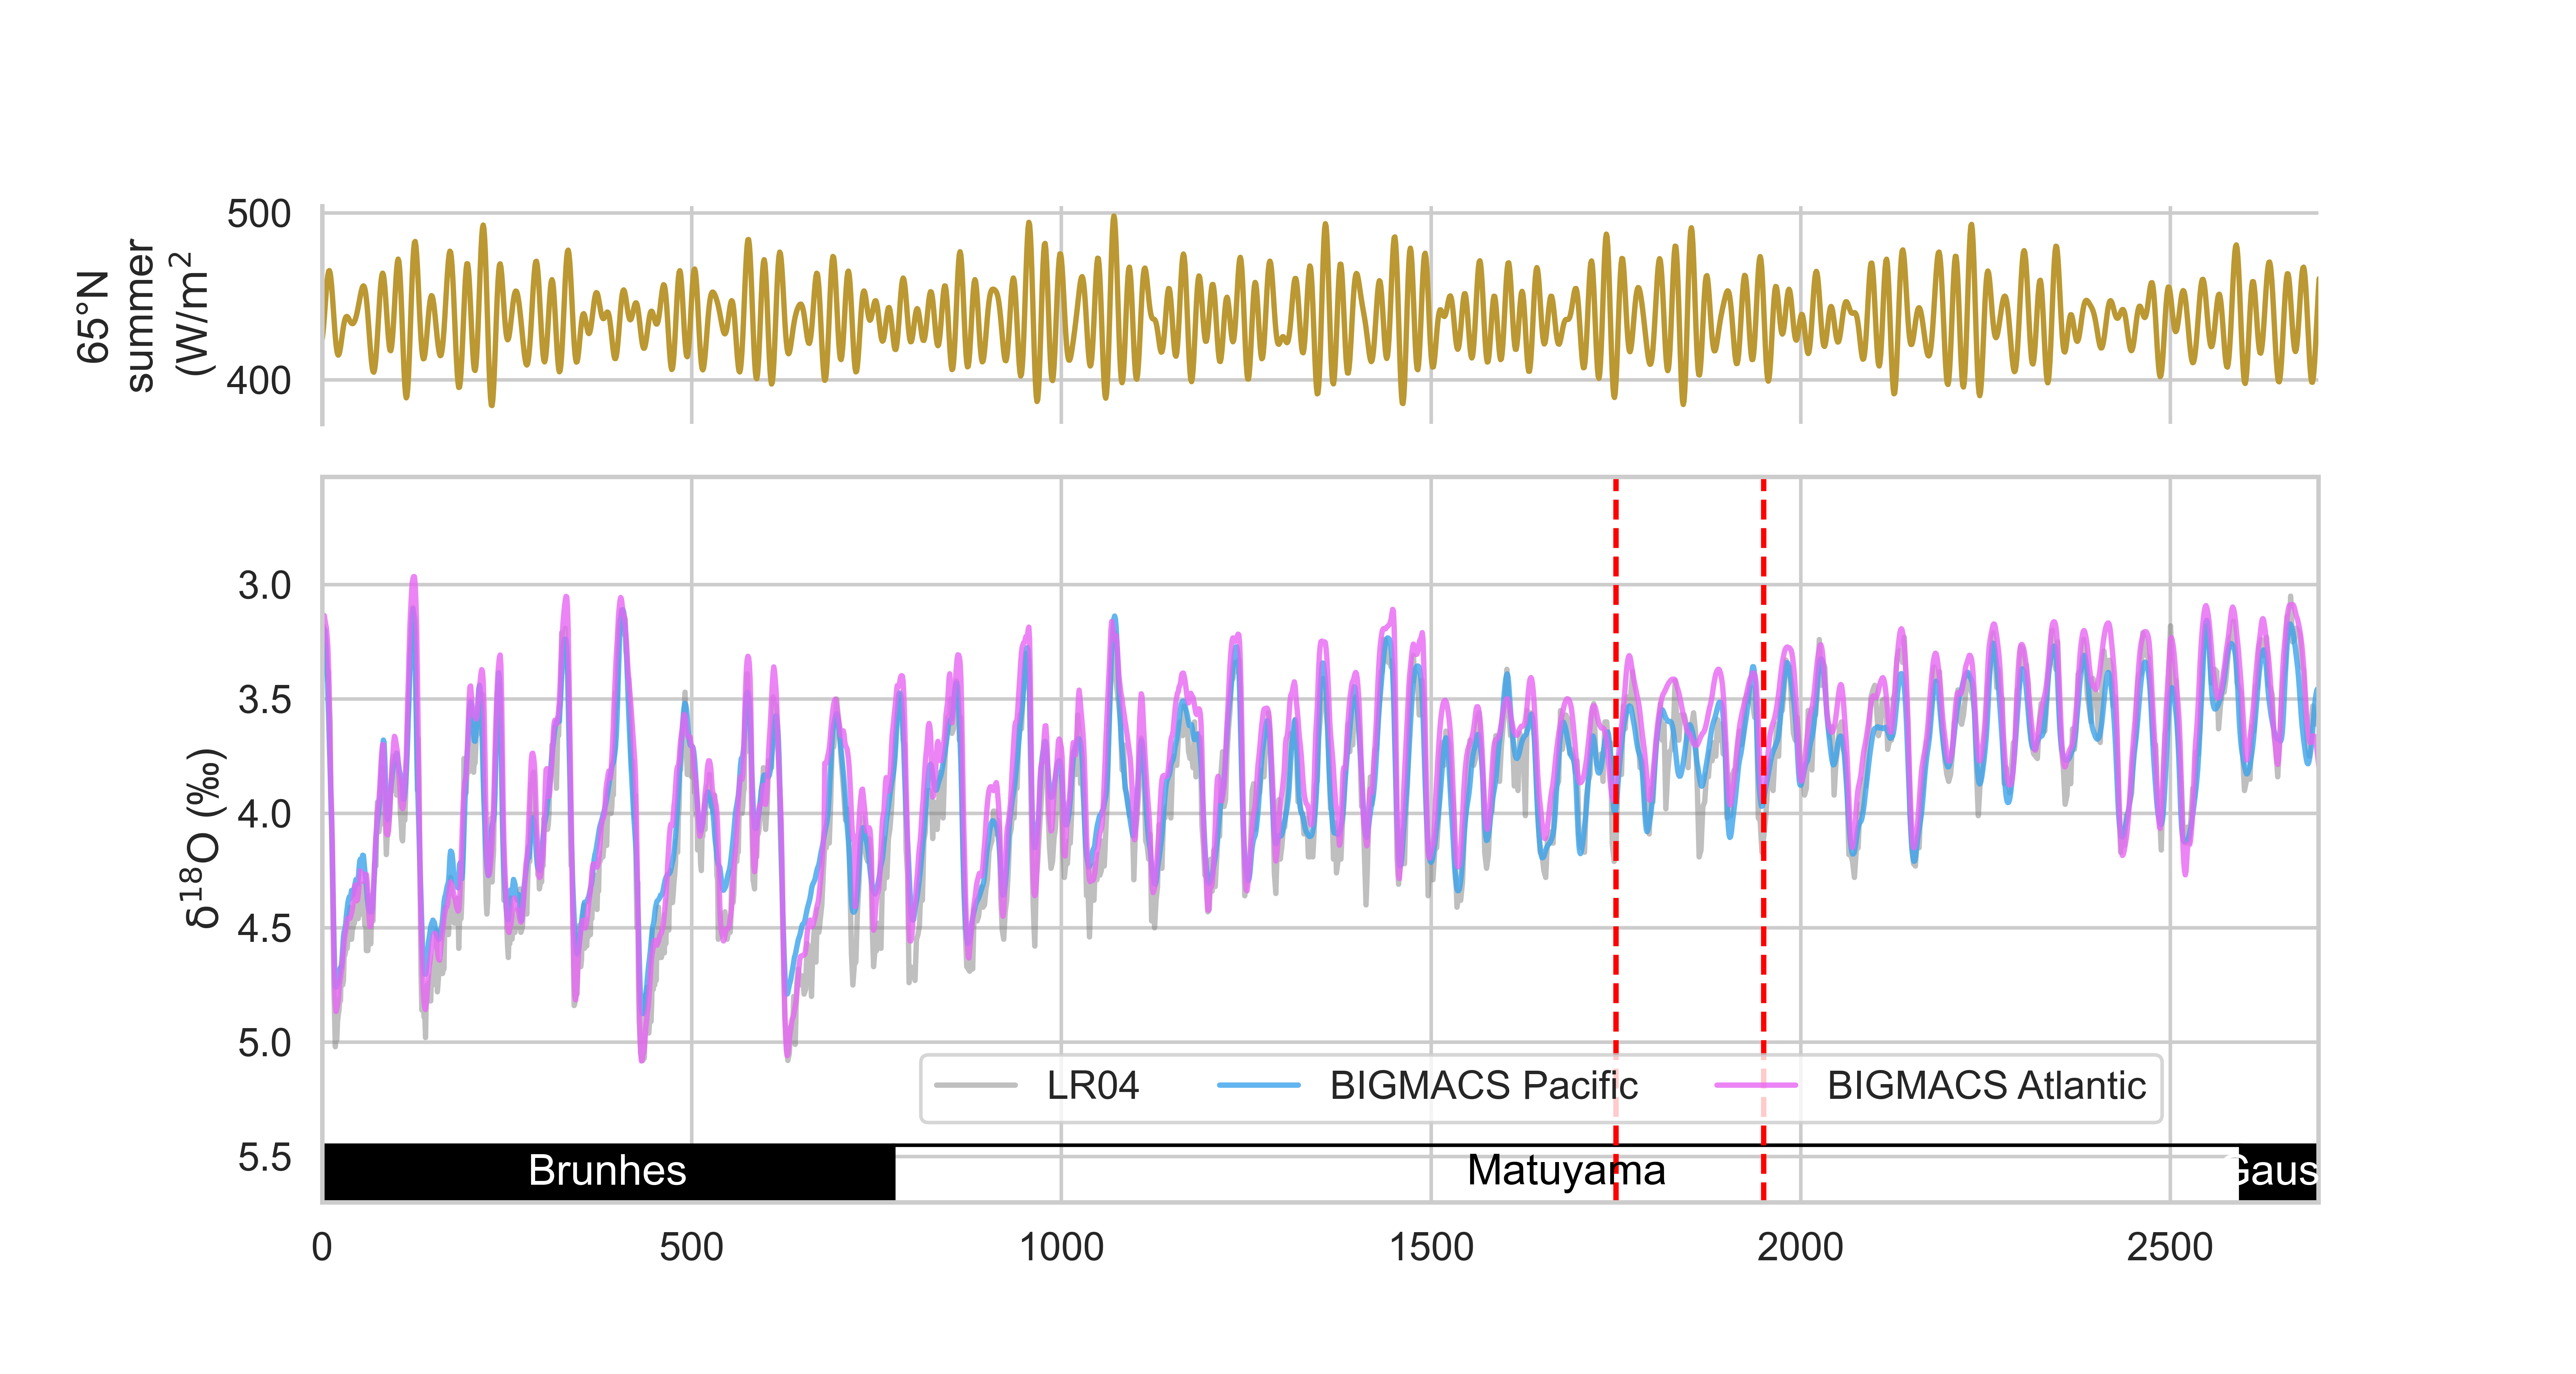 65°N
summer
(W/m²)
500
400
δ¹⁸O (‰)
3.0
3.5
4.0
4.5
5.0
5.5
LR04 BIGMACS Pacific BIGMACS Atlantic
Brunhes Matuyama Gaus
0 500 1000 1500 2000 2500